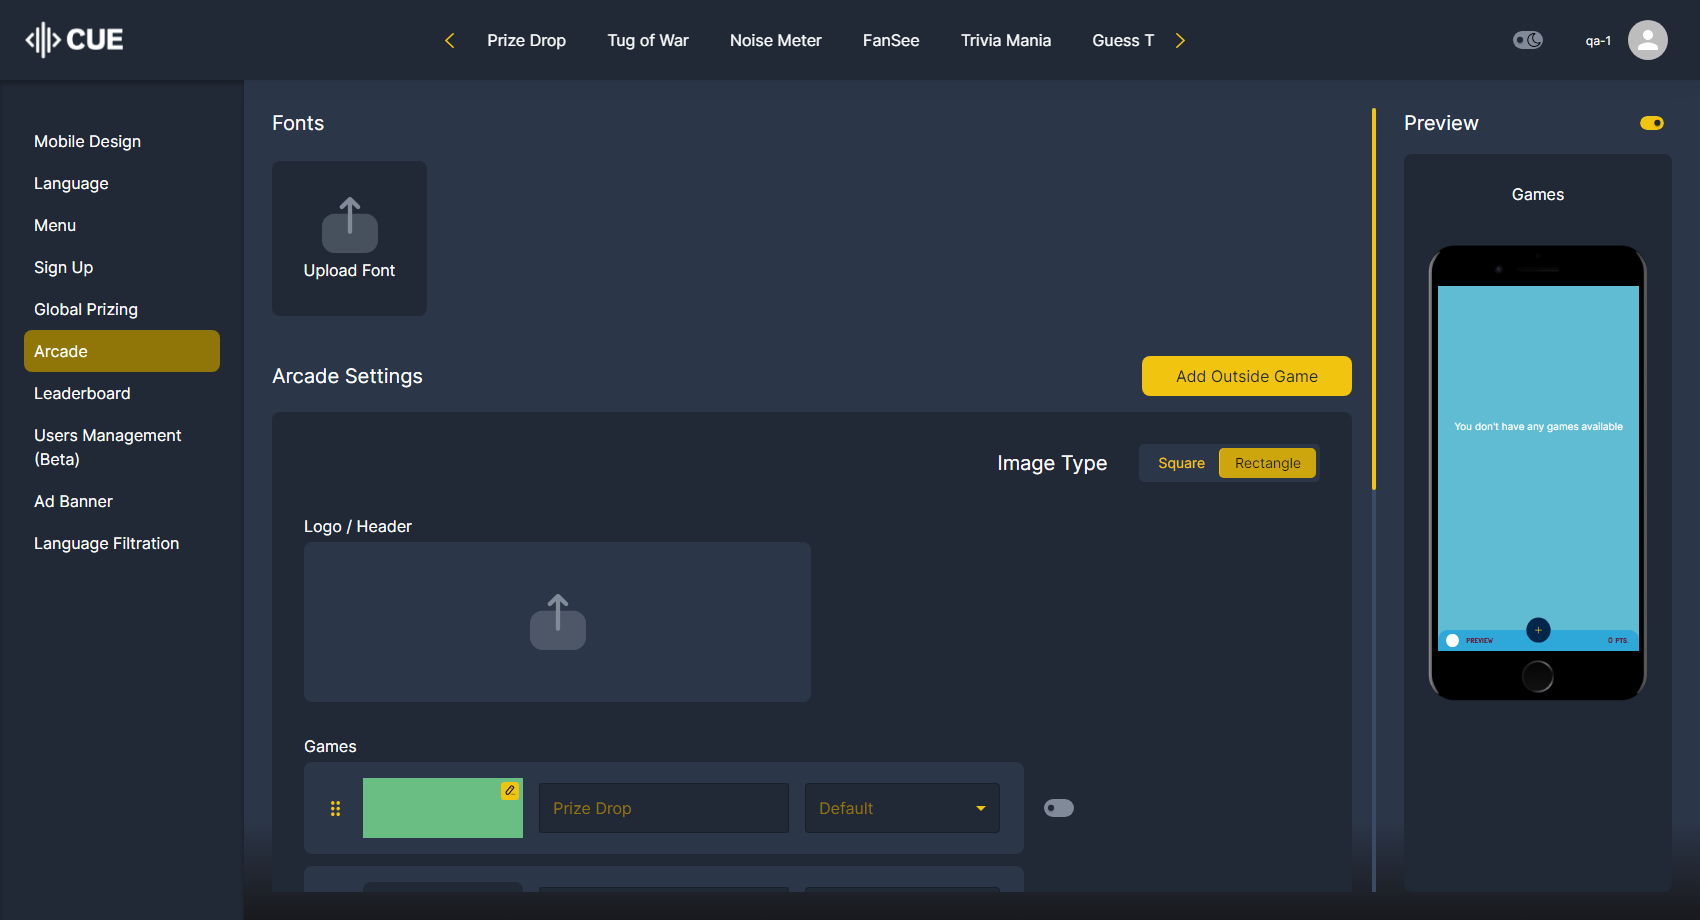 CUE
Prize Drop
Tug of War
Noise Meter
FanSee
Trivia Mania
Guess T
qa-1
Mobile Design
Language
Menu
Sign Up
Global Prizing
Arcade
Leaderboard
Users Management
(Beta)
Ad Banner
Language Filtration
Fonts
Upload Font
Arcade Settings
Add Outside Game
Image Type
Square
Rectangle
Logo / Header
Games
Prize Drop
Default
Preview
Games
You don't have any games available
PREVIEW
0 PTS.